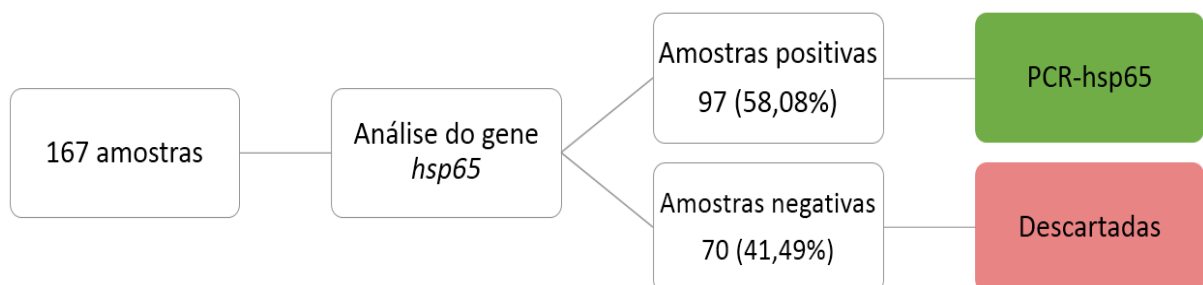 167 amostras
Análise do gene
hsp65
Amostras positivas
97 (58,08%)
PCR-hsp65
Amostras negativas
70 (41,49%)
Descartadas